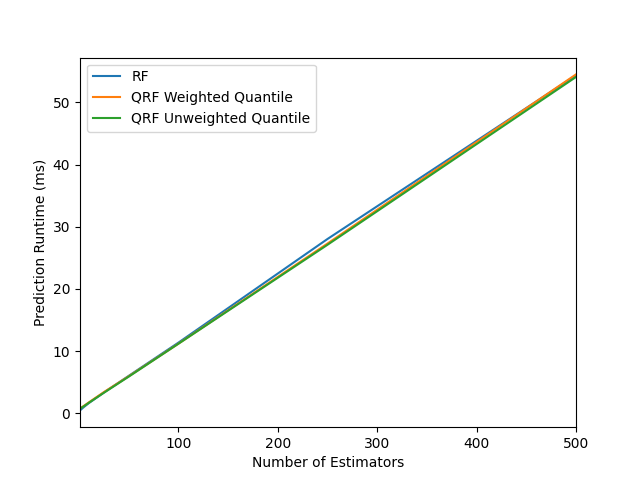 RF
QRF Weighted Quantile
QRF Unweighted Quantile
Prediction Runtime (ms)
50
40
30
20
10
0
100 200 300 400 500
Number of Estimators